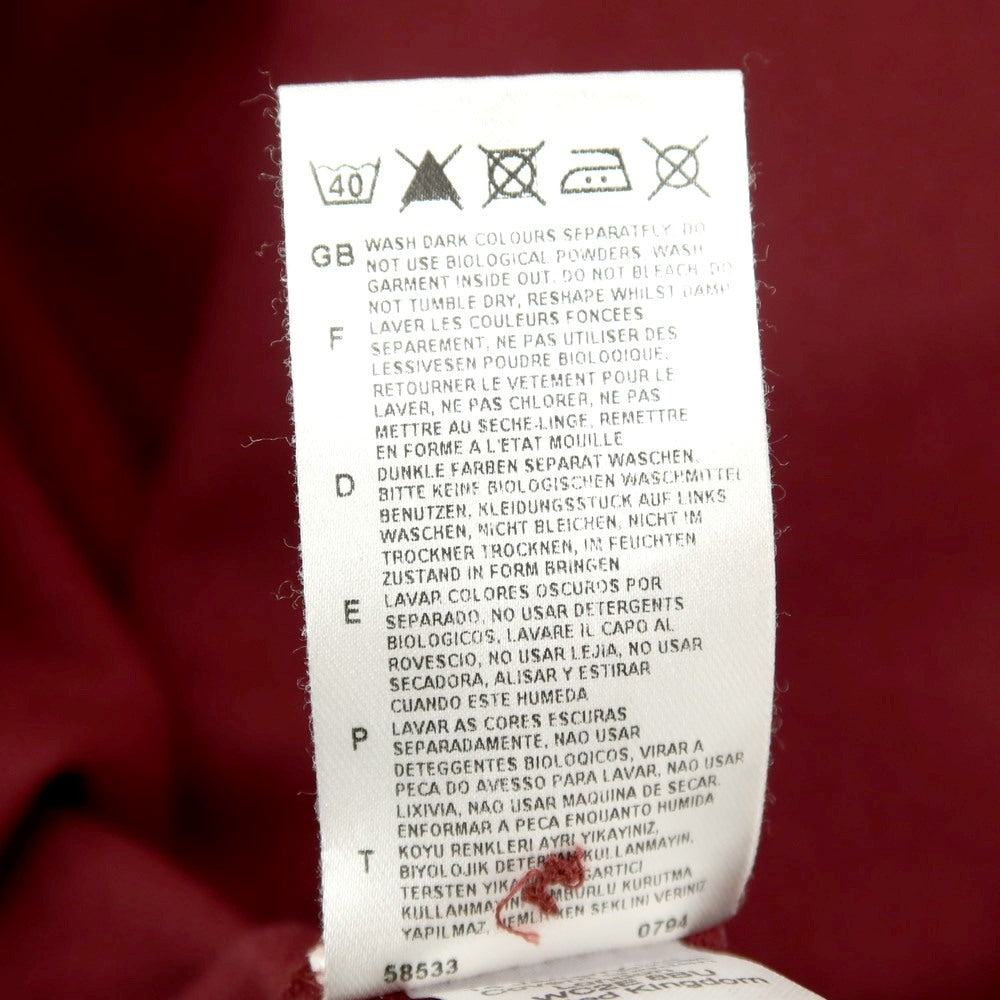 40
GB WASH DARK COLOURS SEPARATELY. DO
NOT USE BIOLOGICAL POWDERS. WASH
GARMENT INSIDE OUT. DO NOT BLEACH. DO
NOT TUMBLE DRY, RESHAPE WHILST DAMP
F LAVER LES COULEURS FONCEES
SEPAREMENT, NE PAS UTILISER DES
LESSIVESEN POUDRE BIOLOQIQUE.
RETOURNER LE VETEMENT POUR LE
LAVER, NE PAS CHLORER, NE PAS
METTRE AU SECHE-LINGE, REMETTRE
EN FORME A L'ETAT MOUILLE
D DUNKLE FARBEN SEPARAT WASCHEN.
BITTE KEINE BIOLOGISCHEN WASCHMITTEL
BENUTZEN, KLEIDUNGSSTUCK AUF LINKS
WASCHEN, NICHT BLEICHEN, NICHT IM
TROCKNER TROCKNEN, IM FEUCHTEN
ZUSTAND IN FORM BRINGEN
E LAVAR COLORES OSCUROS POR
SEPARADO, NO USAR DETERGENTS
BIOLOGICOS, LAVARE IL CAPO AL
ROVESCIO, NO USAR LEJIA, NO USAR
SECADORA, ALISAR Y ESTIRAR
CUANDO ESTE HUMEDA
P LAVAR AS CORES ESCURAS
SEPARADAMENTE, NAO USAR
DETEGGENTES BIOLOQICOS, VIRAR A
PECA DO AVESSO PARA LAVAR, NAO USAR
LIXIVIA, NAO USAR MAQUINA DE SECAR.
ENFORMAR A PECA ENQUANTO HUMIDA
T KOYU RENKLERI AYRI YIKAYINIZ,
BIYOLOJIK KULLANMAYIN.
TERSTEN
KURUTMA
YAPILMAZ, SEKLINI VERINIZ
58533 0794
Kingdom